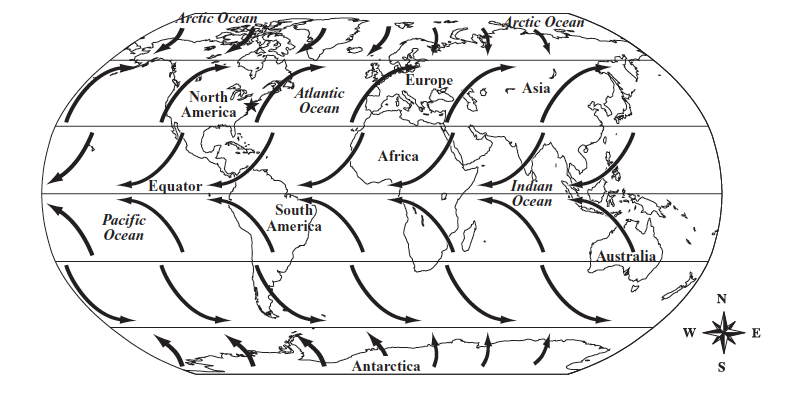 Arctic Ocean
Arctic Ocean
Europe
Asia
North
America
Atlantic
Ocean
Africa
Equator
Indian
Ocean
South
America
Pacific
Ocean
Australia
Antarctica
N
W
E
S